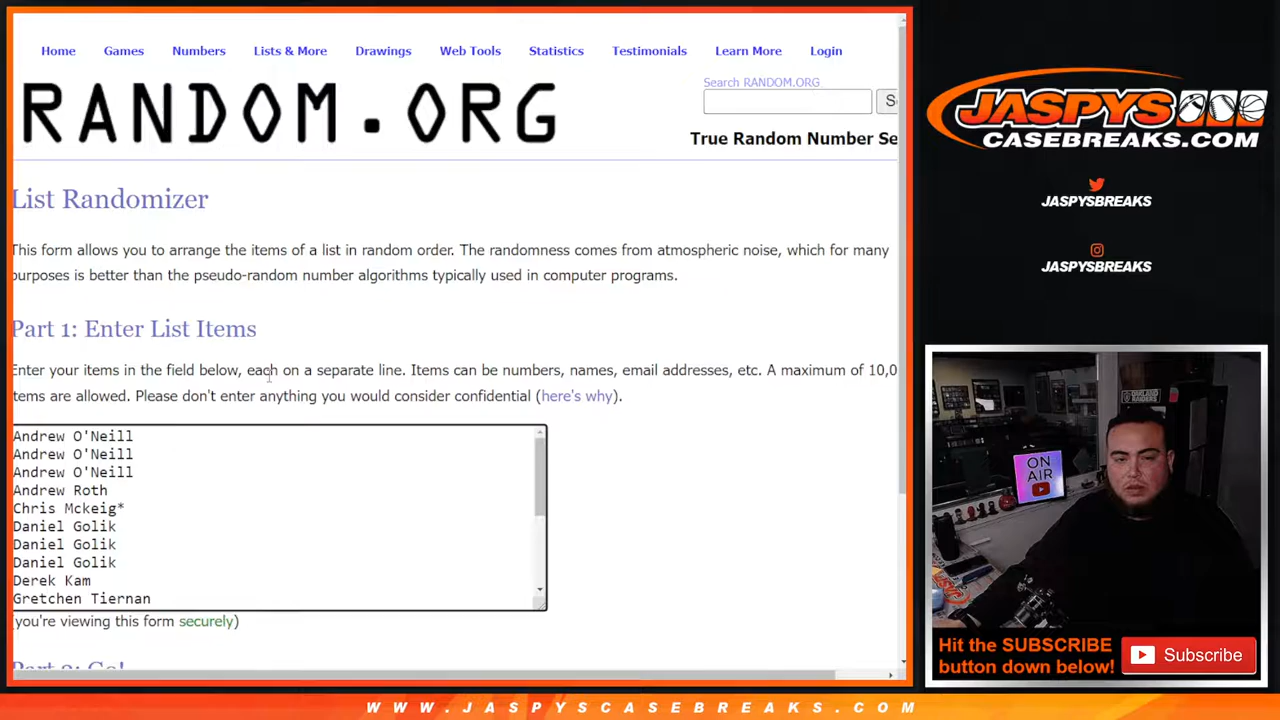 Home Games Numbers Lists & More Drawings Web Tools Statistics Testimonials Learn More Login
RANDOM.ORG
Search RANDOM.ORG
True Random Number Se
List Randomizer
This form allows you to arrange the items of a list in random order. The randomness comes from atmospheric noise, which for many
purposes is better than the pseudo-random number algorithms typically used in computer programs.
Part 1: Enter List Items
Enter your items in the field below, each on a separate line. Items can be numbers, names, email addresses, etc. A maximum of 10,0
items are allowed. Please don't enter anything you would consider confidential (here's why).
Andrew O'Neill
Andrew O'Neill
Andrew O'Neill
Andrew Roth
Chris Mckeig*
Daniel Golik
Daniel Golik
Daniel Golik
Derek Kam
Gretchen Tiernan
(you're viewing this form securely)
Part 2: Go!
JASPYS
CASEBREAKS.COM
JASPYSBREAKS
JASPYSBREAKS
ON
AIR
Hit the SUBSCRIBE
button down below!
Subscribe
WWW.JASPYSCASEBREAKS.COM